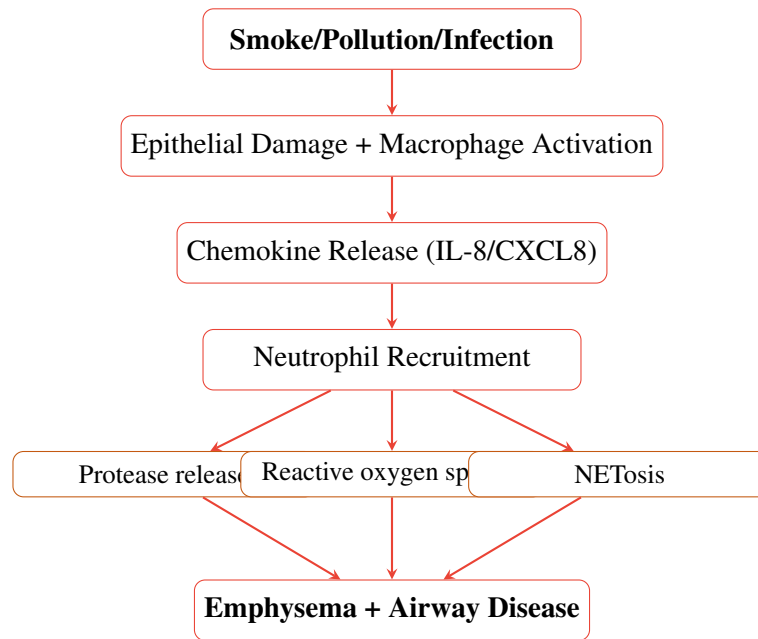 Smoke/Pollution/Infection
Epithelial Damage + Macrophage Activation
Chemokine Release (IL-8/CXCL8)
Neutrophil Recruitment
Protease release
Reactive oxygen sp
NETosis
Emphysema + Airway Disease